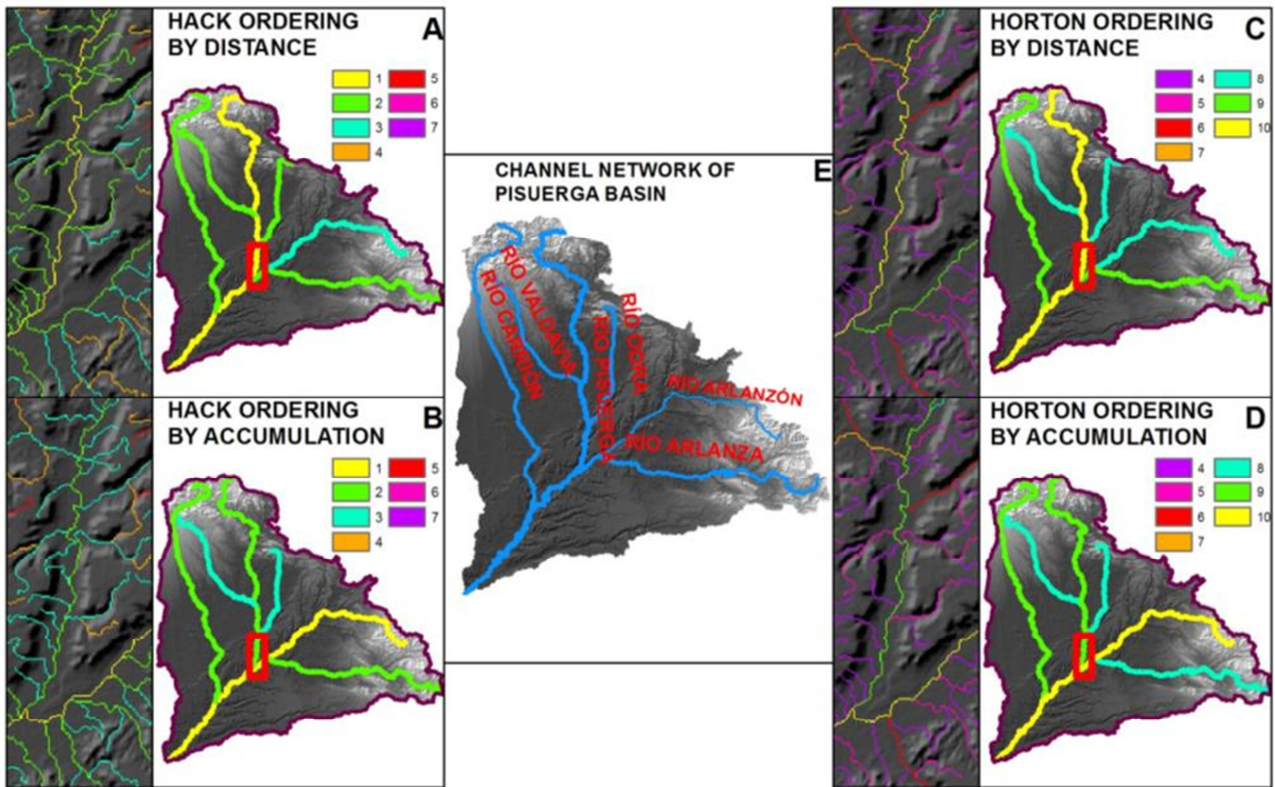 HACK ORDERING
BY DISTANCE
A
1 5
2 6
3 7
4
HACK ORDERING
BY ACCUMULATION
B
1 5
2 6
3 7
4
CHANNEL NETWORK OF
PISUERGA BASIN
E
RÍO VALDAVIA
RÍO CARRIÓN
RÍO PISUERGA
RÍO ODRA
RÍO ARLANZÓN
RÍO ARLANZA
HORTON ORDERING
BY DISTANCE
C
4 8
5 9
6 10
7
HORTON ORDERING
BY ACCUMULATION
D
4 8
5 9
6 10
7